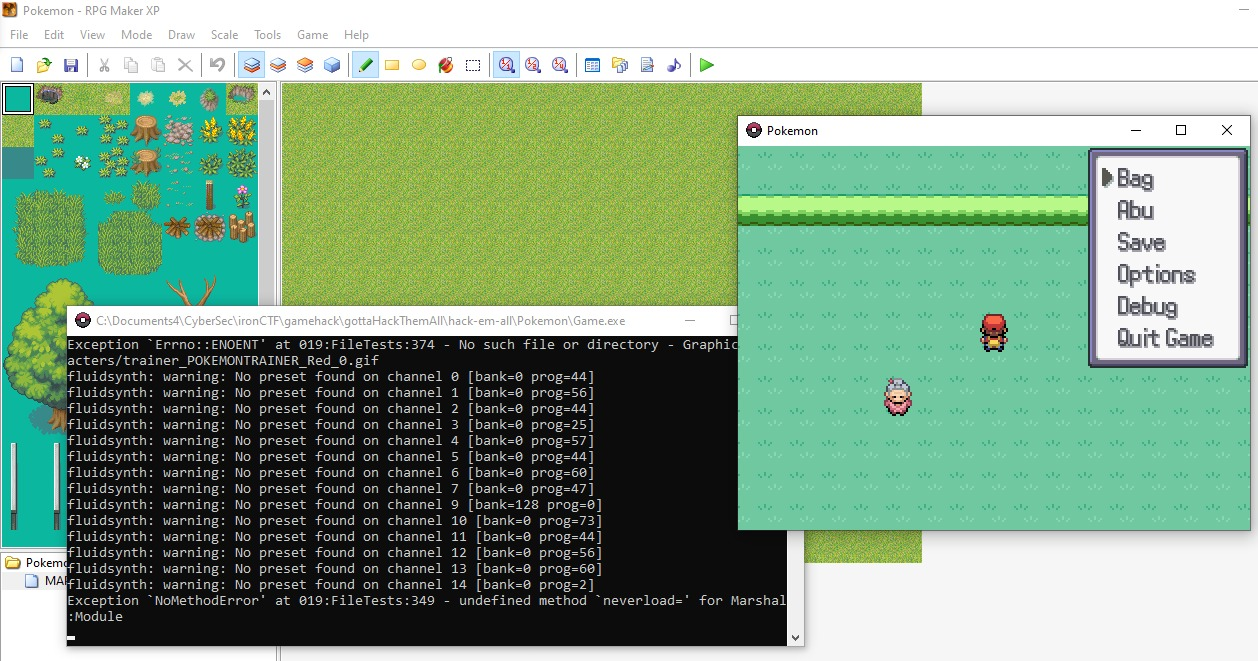 Pokemon - RPG Maker XP
File Edit View Mode Draw Scale Tools Game Help
Pokemon
Bag
Abu
Save
Options
Debug
Quit Game
C:\Documents4\CyberSec\ironCTF\gamehack\gottaHackThemAll\hack-em-all\Pokemon\Game.exe
Exception `Errno::ENOENT' at 019:FileTests:374 - No such file or directory - Graphic
acters/trainer_POKEMONTRAINER_Red_0.gif
fluidsynth: warning: No preset found on channel 0 [bank=0 prog=44]
fluidsynth: warning: No preset found on channel 1 [bank=0 prog=56]
fluidsynth: warning: No preset found on channel 2 [bank=0 prog=44]
fluidsynth: warning: No preset found on channel 3 [bank=0 prog=25]
fluidsynth: warning: No preset found on channel 4 [bank=0 prog=57]
fluidsynth: warning: No preset found on channel 5 [bank=0 prog=44]
fluidsynth: warning: No preset found on channel 6 [bank=0 prog=60]
fluidsynth: warning: No preset found on channel 7 [bank=0 prog=47]
fluidsynth: warning: No preset found on channel 9 [bank=128 prog=0]
fluidsynth: warning: No preset found on channel 10 [bank=0 prog=73]
fluidsynth: warning: No preset found on channel 11 [bank=0 prog=44]
fluidsynth: warning: No preset found on channel 12 [bank=0 prog=56]
fluidsynth: warning: No preset found on channel 13 [bank=0 prog=60]
fluidsynth: warning: No preset found on channel 14 [bank=0 prog=2]
Exception `NoMethodError' at 019:FileTests:349 - undefined method `neverload=' for Marshal
:Module
Pokemo
MA